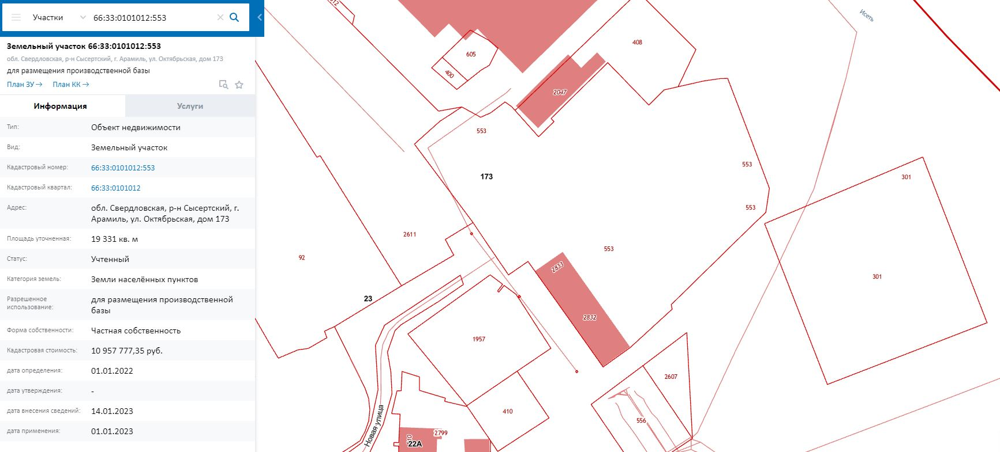 Участки
66:33:0101012:553
Земельный участок 66:33:0101012:553
обл. Свердловская, р-н Сысертский, г. Арамиль, ул. Октябрьская, дом 173
для размещения производственной базы
План ЗУ →
План КК →
Информация
Услуги
Тип:
Объект недвижимости
Вид:
Земельный участок
Кадастровый номер:
66:33:0101012:553
Кадастровый квартал:
66:33:0101012
Адрес:
обл. Свердловская, р-н Сысертский, г.
Арамиль, ул. Октябрьская, дом 173
Площадь уточненная:
19 331 кв. м
Статус:
Учтенный
Категория земель:
Земли населённых пунктов
Разрешенное
использование:
для размещения производственной
базы
Форма собственности:
Частная собственность
Кадастровая стоимость:
10 957 777,35 руб.
дата определения:
01.01.2022
дата утверждения:
-
дата внесения сведений:
14.01.2023
дата применения:
01.01.2023
Исеть
408
605
400
2047
553
173
553
301
553
2611
553
92
2833
301
23
2832
1957
2607
410
556
Новая улица
2799
22А